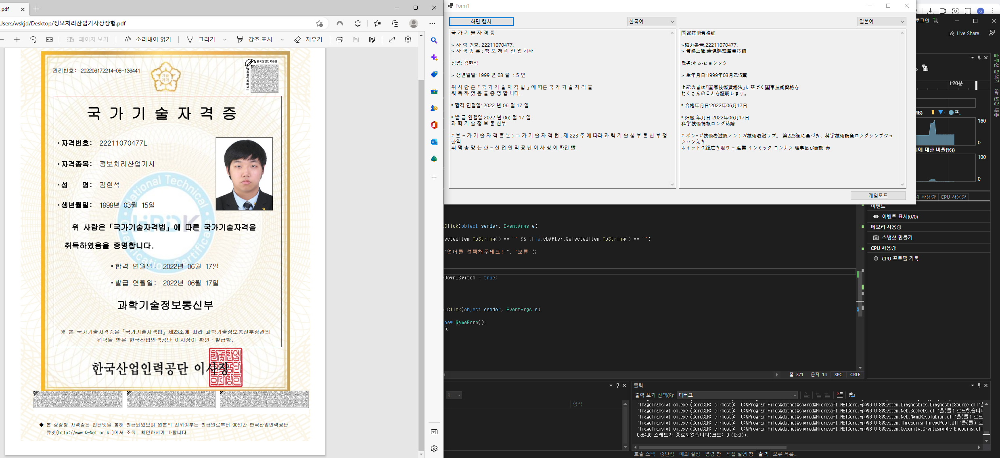 .pdf
Users/wskjd/Desktop/정보처리산업기사상장형.pdf
페이지 보기
소리내어 읽기
그리기
강조 표시
지우기
관리번호: 202206172214-08-136441
기술
자격
KOR
한국산업인력공단
음성인식바코드
국 가 기 술 자 격 증
▪자격번호: 22211070477L
▪자격종목: 정보처리산업기사
▪성 명: 김현석
▪생년월일: 1999년 03월 15일
위 사람은「국가기술자격법」에 따른 국가기술자격을
취득하였음을 증명합니다.
▪합격 연월일: 2022년 06월 17일
▪발급 연월일: 2022년 06월 17일
과학기술정보통신부
※ 본 국가기술자격증은「국가기술자격법」제23조에 따라 과학기술정보통신부장관의
위탁을 받은 한국산업인력공단 이사장이 확인·발급함.
한국산업인력공단 이사장
◆ 본 상장형 자격증은 인터넷을 통해 발급되었으며 원본의 진위여부는 발급일로부터 90일간 한국산업인력공단
큐넷(http://www.Q-Net.or.kr)에서 조회, 확인하시기 바랍니다.
Form1
화면 캡처
한국어
일본어
국 가 기 술 자 격 증
> 자 력 번호: 22211070477:
> 자 격 종 륙 : 청 보 처 리 산 업 기사
성명: 김현석
> 생년월일: 1999 년 03 을 : 5 잎
위 사 람 은 「 국 가 기 술 자 격 법 」 에 따른 국 가 기 술 자 격 을
춰 득 하 였 음 을 증 영 합 니다.
* 합격 연월일: 2022 년 06 월 17 일
* 밭 급 연월일 2022 년 06) 월 17 일
과 학 기 술 정 보 통 신부
# 본 = 가 기 술 자 격 흥 논 ) ㅋ 가 기 술 자 격 럽 . 제 223 주 에 따라 과 력 기 술 청 부 통 신 부 정
한역
휘 덕 총 망 는 한 = 산 업 인 믹 공 난 이 사 청 이 확인 빨
国家技術資格証
>磁力番号:22211070477:
> 資格上陸:青保処理産業技師
氏名:キム·ヒョンソク
> 生年月日:1999年03月乙:5葉
上記の者は「国家技術資格法」に基づく国家技術資格を
たくさんのことを証明します。
* 合格年月日:2022年06月17日
* 畑級 年月日 2022年06月17日
科学技術情報ロング花嫁
# ボン=ガ技術者激興ノン ) ガ技術者激ラブ。 第223週に基づき、科学技術請負ロングシンブジョ
ンハンえき
ホイットク総亡き限り = 産業 インミック コンナン 理事長が確認 赤
게임모드
로그인
Live Share
솔루션 탐색기
Git 변경 내용
1:20분
MB)
프..
160
0
에 대한 비율(%))
100
0
리 사용량
CPU 사용량
이벤트
이벤트 표시(0/0)
메모리 사용량
스냅샷 만들기
CPU 사용량
CPU 프로필 기록
Click(object sender, EventArgs e)
ectedItem.ToString() == "" && this.cbAfter.SelectedItem.ToString() == "")
"언어를 선택해주세요!!", "오류");
Down_Switch = true;
_Click(object sender, EventArgs e)
new GameForm();
);
줄: 371
문자: 14
SPC
CRLF
3
형식
출력
출력 보기 선택(S):
디버그
'ImageTranslation.exe'(CoreCLR: clrhost): 'C:₩Program Files₩dotnet₩shared₩Microsoft.NETCore.App₩6.0.8₩System.Diagnostics.DiagnosticSource.dll'을
'ImageTranslation.exe'(CoreCLR: clrhost): 'C:₩Program Files₩dotnet₩shared₩Microsoft.NETCore.App₩6.0.8₩System.Net.Sockets.dll'을(를) 로드했습니다
'ImageTranslation.exe'(CoreCLR: clrhost): 'C:₩Program Files₩dotnet₩shared₩Microsoft.NETCore.App₩6.0.8₩System.Net.NameResolution.dll'을(를) 로드
'ImageTranslation.exe'(CoreCLR: clrhost): 'C:₩Program Files₩dotnet₩shared₩Microsoft.NETCore.App₩6.0.8₩System.Threading.ThreadPool.dll'을(를) 로
'ImageTranslation.exe'(CoreCLR: clrhost): 'C:₩Program Files₩dotnet₩shared₩Microsoft.NETCore.App₩6.0.8₩System.Security.Cryptography.Encoding.dll
0x64d8 스레드가 종료되었습니다(코드: 0 (0x0)).
호출 스택
중단점
예외 설정
명령 창
직접 실행 창
출력
오류 목록...